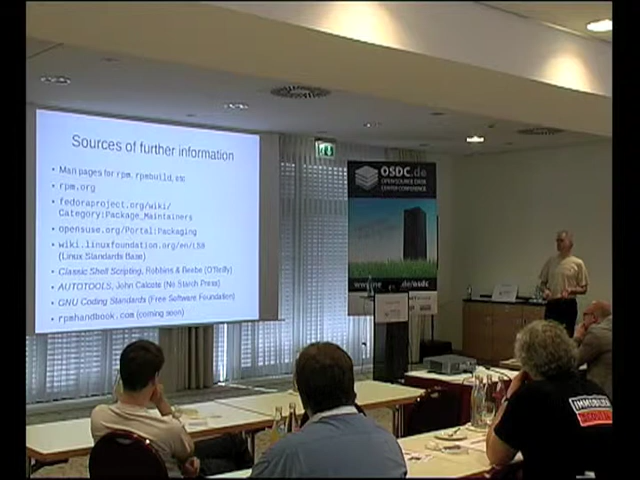 Sources of further information
• Man pages for rpm, rpmbuild, etc
• rpm.org
• fedoraproject.org/wiki/
Category:Package_Maintainers
• opensuse.org/Portal:Packaging
• wiki.linuxfoundation.org/en/LSB
(Linux Standards Base)
• Classic Shell Scripting, Robbins & Beebe (O'Reilly)
• AUTOTOOLS, John Calcote (No Starch Press)
• GNU Coding Standards (Free Software Foundation)
• rpmhandbook.com (coming soon)
OSDC.de
OPEN SOURCE DATA
CENTER CONFERENCE
.de/osdc